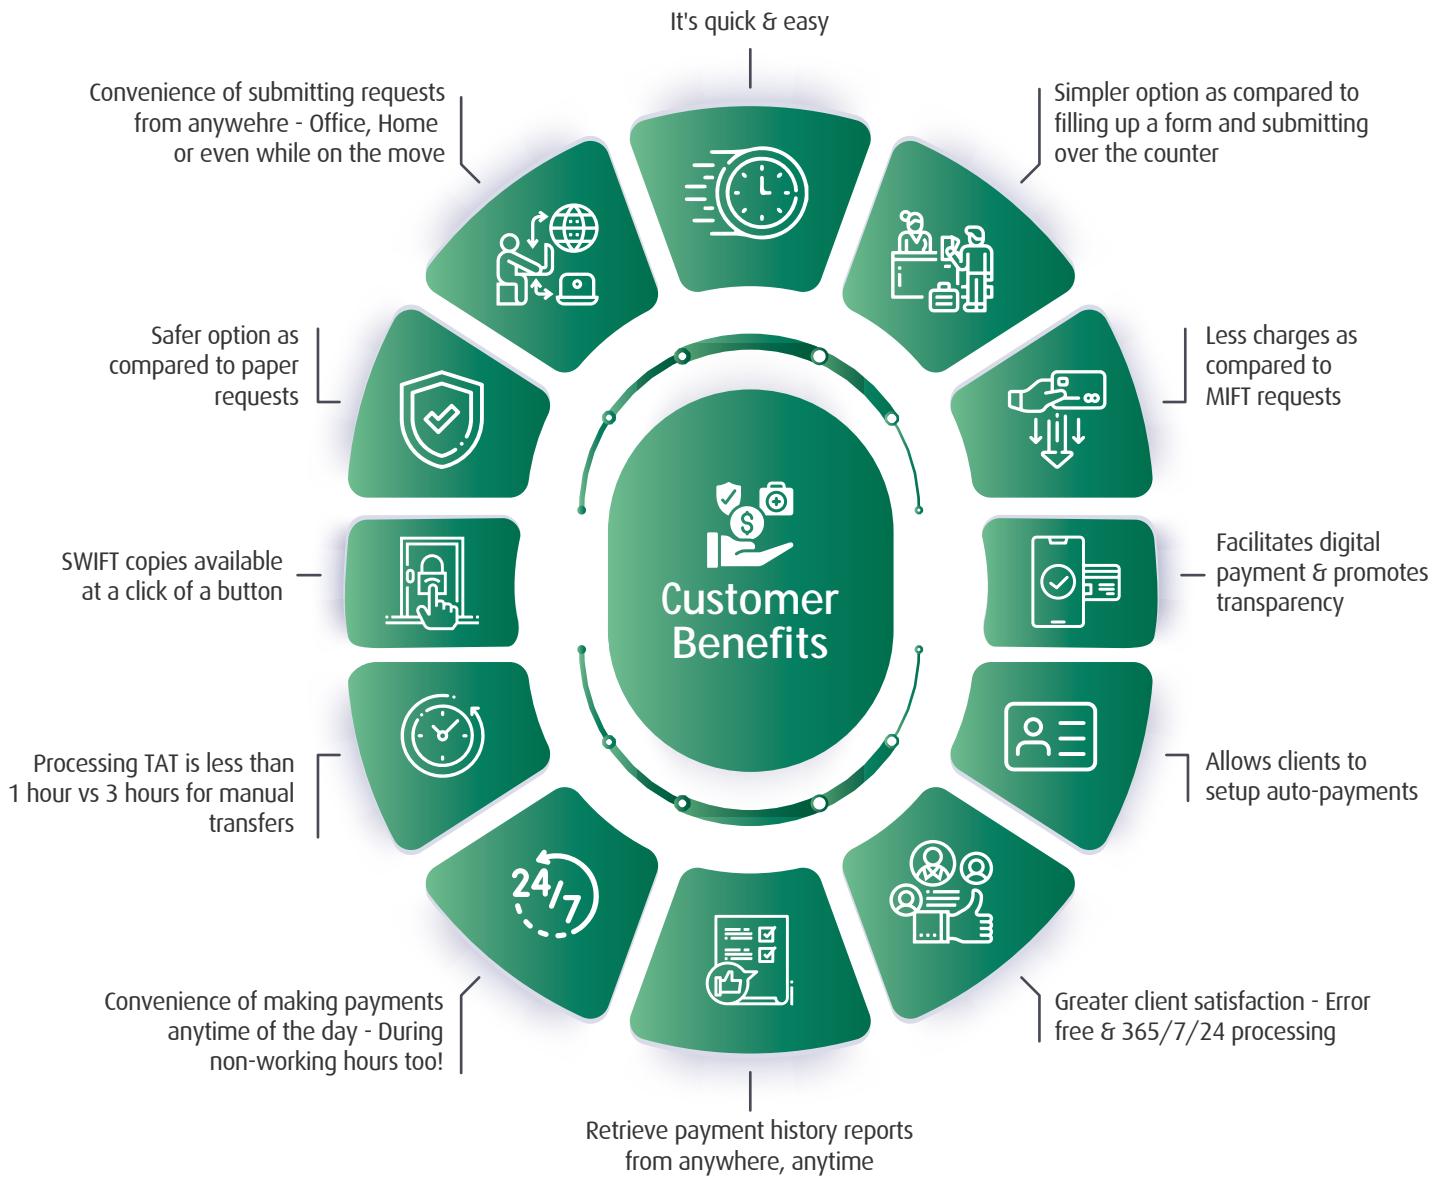 It's quick & easy
Simpler option as compared to
filling up a form and submitting
over the counter
Less charges as
compared to
MIFT requests
Facilitates digital
payment & promotes
transparency
Allows clients to
setup auto-payments
Greater client satisfaction - Error
free & 365/7/24 processing
Retrieve payment history reports
from anywhere, anytime
Convenience of making payments
anytime of the day - During
non-working hours too!
Processing TAT is less than
1 hour vs 3 hours for manual
transfers
SWIFT copies available
at a click of a button
Safer option as
compared to paper
requests
Convenience of submitting requests
from anywehre - Office, Home
or even while on the move
24/7
$
Customer
Benefits